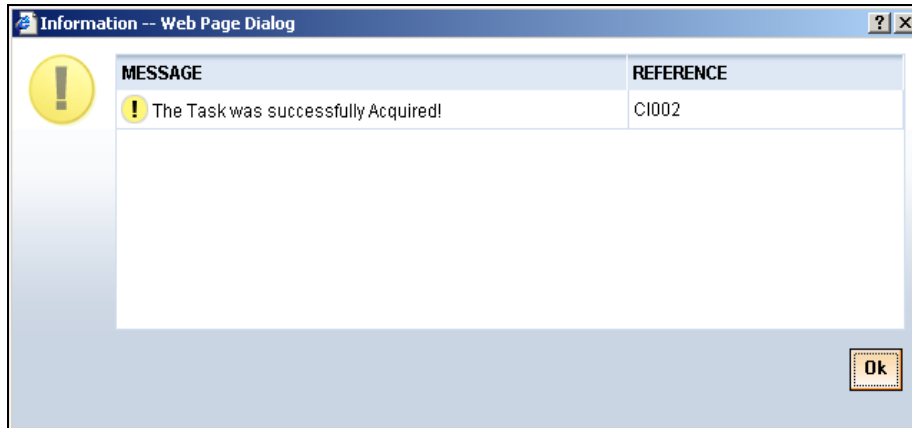 Information -- Web Page Dialog
MESSAGE REFERENCE
The Task was successfully Acquired! CI002
Ok